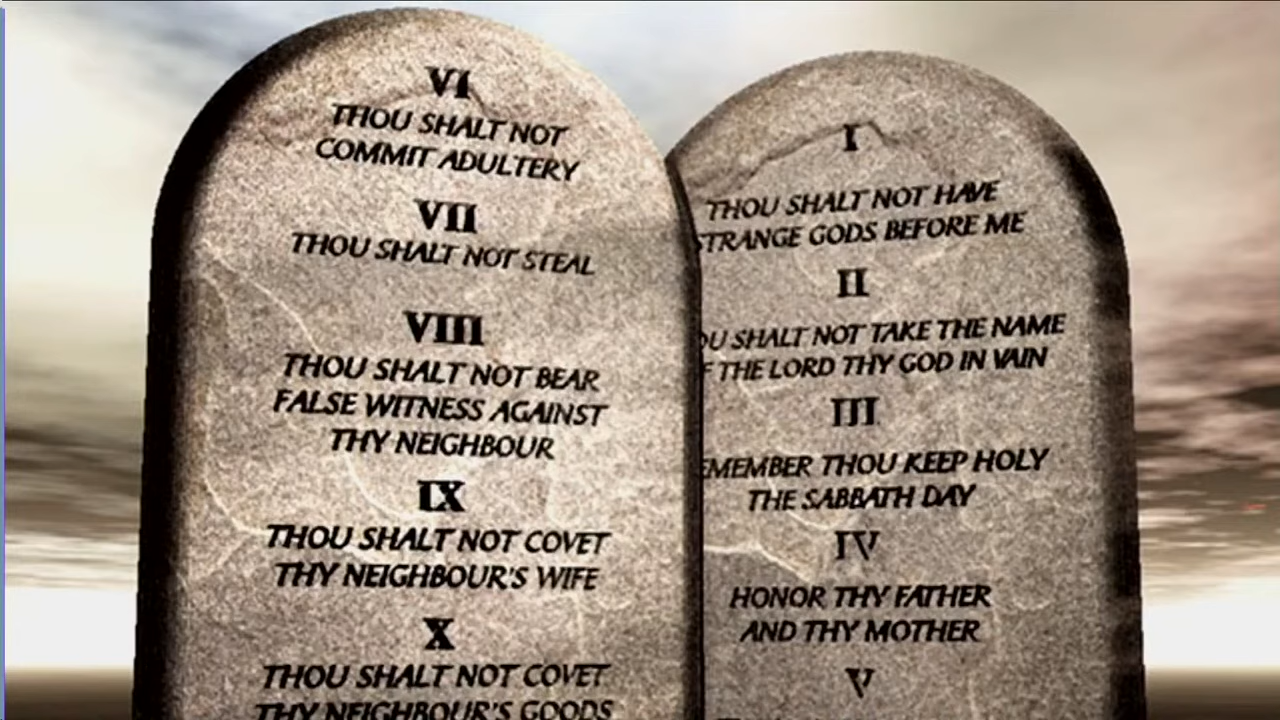 VI
THOU SHALT NOT
COMMIT ADULTERY
VII
THOU SHALT NOT STEAL
VIII
THOU SHALT NOT BEAR
FALSE WITNESS AGAINST
THY NEIGHBOUR
IX
THOU SHALT NOT COVET
THY NEIGHBOUR'S WIFE
X
THOU SHALT NOT COVET
THY NEIGHBOUR'S GOODS
I
THOU SHALT NOT HAVE
STRANGE GODS BEFORE ME
II
OU SHALT NOT TAKE THE NAME
F THE LORD THY GOD IN VAIN
III
EMEMBER THOU KEEP HOLY
THE SABBATH DAY
IV
HONOR THY FATHER
AND THY MOTHER
V